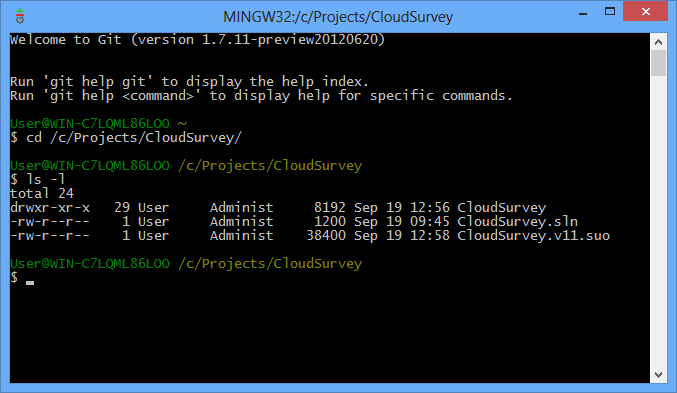 MINGW32:/c/Projects/CloudSurvey
Welcome to Git (version 1.7.11-preview20120620)
Run 'git help git' to display the help index.
Run 'git help <command>' to display help for specific commands.
User@WIN-C7LQML86LOO ~
$ cd /c/Projects/CloudSurvey/
User@WIN-C7LQML86LOO /c/Projects/CloudSurvey
$ ls -l
total 24
drwxr-xr-x   29 User     Administ     8192 Sep 19 12:56 CloudSurvey
-rw-r--r--    1 User     Administ     1200 Sep 19 09:45 CloudSurvey.sln
-rw-r--r--    1 User     Administ    38400 Sep 19 12:58 CloudSurvey.v11.suo
User@WIN-C7LQML86LOO /c/Projects/CloudSurvey
$